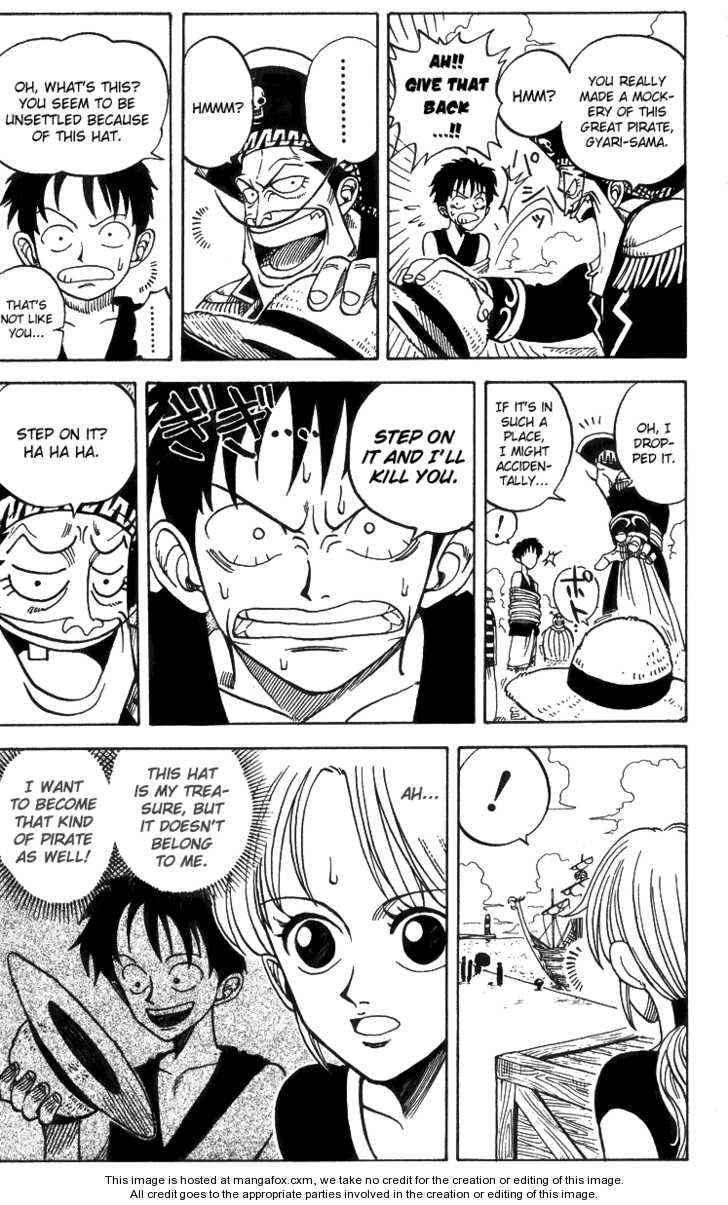 YOU REALLY
MADE A MOCK-
ERY OF THIS
GREAT PIRATE,
GYARI-SAMA.
HMM?
AH!!
GIVE THAT
BACK
...!!
HMMM?
OH, WHAT'S THIS?
YOU SEEM TO BE
UNSETTLED BECAUSE
OF THIS HAT.
THAT'S
NOT LIKE
YOU...
OH, I
DROP-
PED IT.
IF IT'S IN
SUCH A
PLACE,
I MIGHT
ACCIDEN-
TALLY...
!
ポトッ
STEP ON
IT AND I'LL
KILL YOU.
ギギ…
STEP ON IT?
HA HA HA.
!
AH...
THIS HAT
IS MY TREA-
SURE, BUT
IT DOESN'T
BELONG
TO ME.
I WANT
TO BECOME
THAT KIND
OF PIRATE
AS WELL!
This image is hosted at mangafox.cxm, we take no credit for the creation or editing of this image.
All credit goes to the appropriate parties involved in the creation or editing of this image.